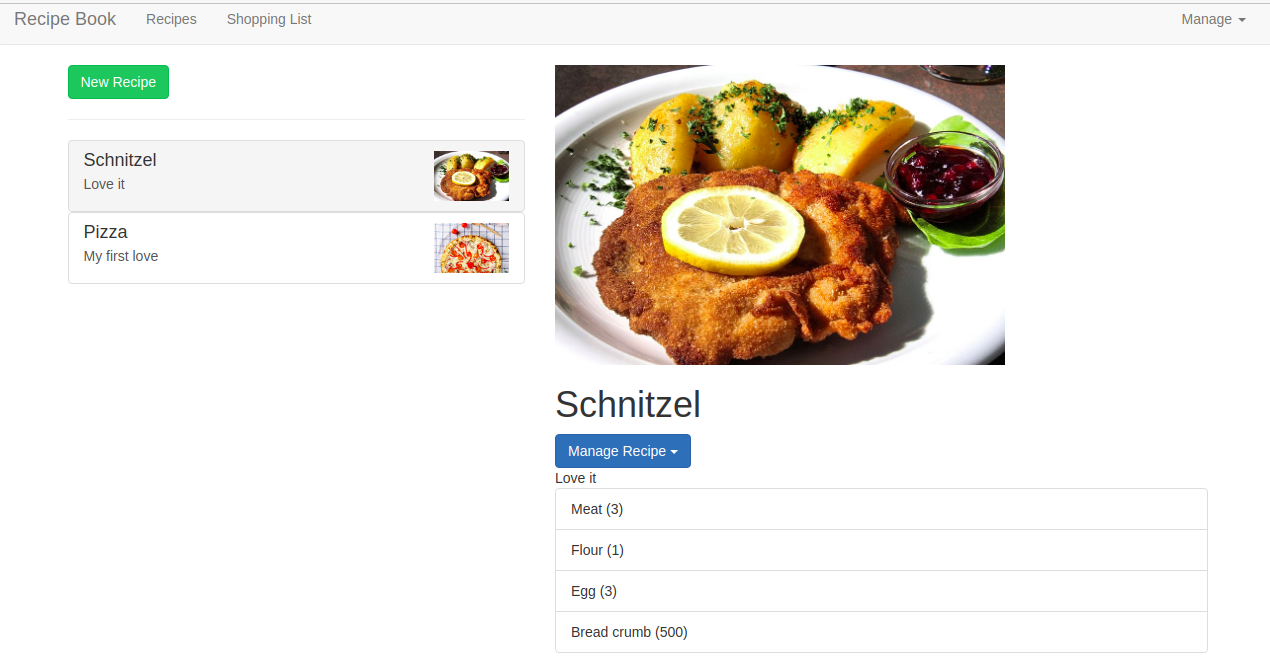 Recipe Book Recipes Shopping List Manage
New Recipe
Schnitzel
Love it
Pizza
My first love
Schnitzel
Manage Recipe
Love it
Meat (3)
Flour (1)
Egg (3)
Bread crumb (500)